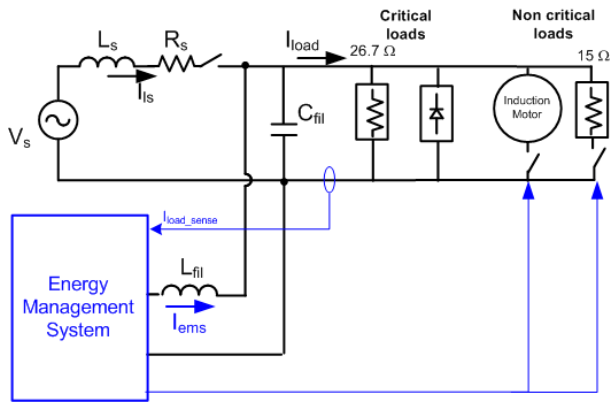 Critical
loads
Non critical
loads
Ls
Rs
Iload
26.7 Ω
15 Ω
Ils
Vs
Cfil
Induction
Motor
Iload_sense
Lfil
Energy
Management
System
Iems